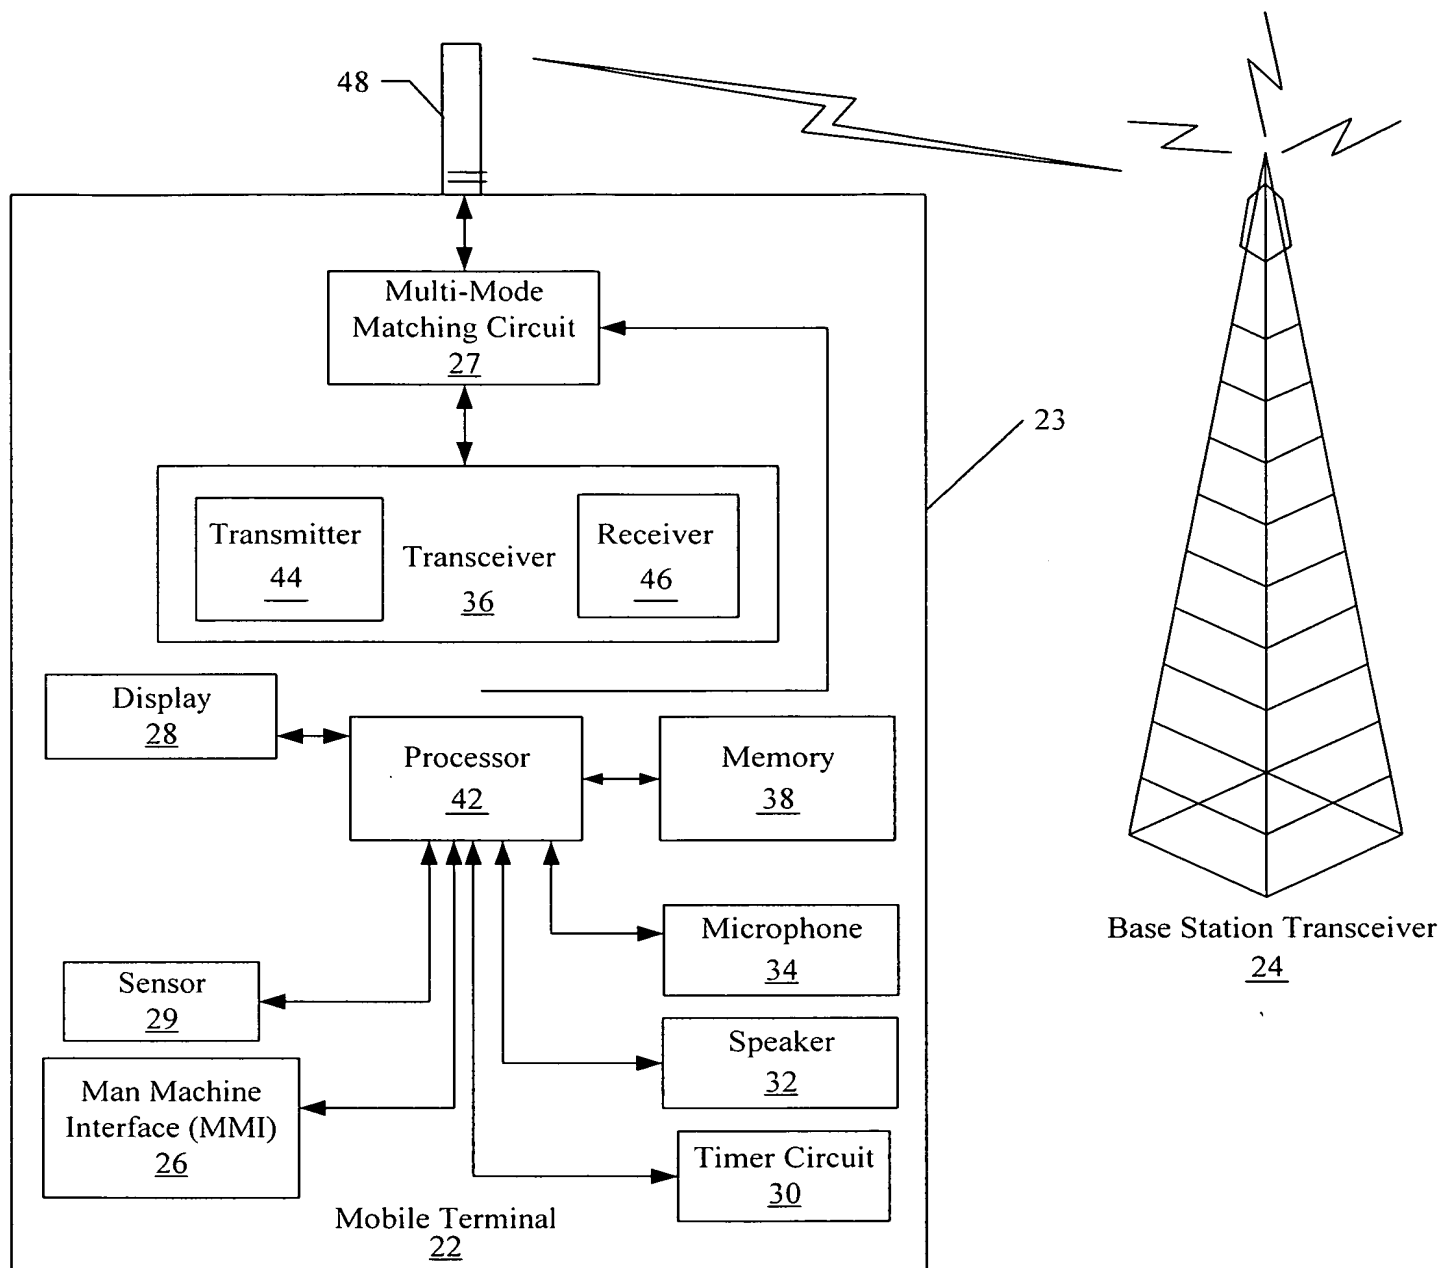 48
Multi-Mode
Matching Circuit
27
23
Transmitter
44
Transceiver
36
Receiver
46
Display
28
Processor
42
Memory
38
Microphone
34
Base Station Transceiver
24
Sensor
29
Speaker
32
Man Machine
Interface (MMI)
26
Timer Circuit
30
Mobile Terminal
22